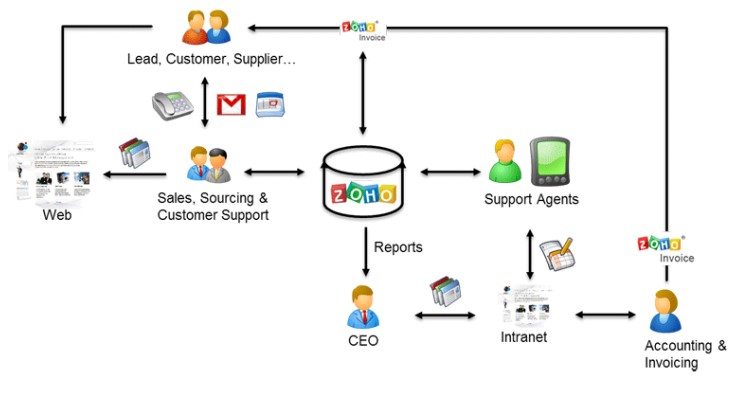 ZOHO
Invoice
Lead, Customer, Supplier…
Web
Sales, Sourcing &
Customer Support
ZOHO
Support Agents
Reports
ZOHO
Invoice
CEO
Intranet
Accounting &
Invoicing